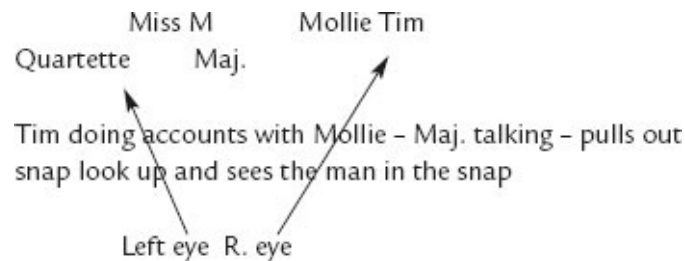 Miss M Mollie Tim
Quartette Maj.
Tim doing accounts with Mollie – Maj. talking – pulls out
snap look up and sees the man in the snap
Left eye R. eye